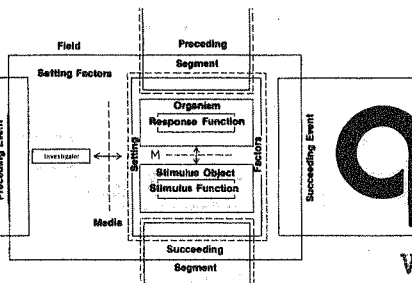 Field
Preceding
Segment
Setting Factors
Organism
Response Function
Preceding Event
Investigator
M
Setting
Factors
Succeeding Event
Stimulus Object
Stimulus Function
Media
Succeeding
Segment
q
V